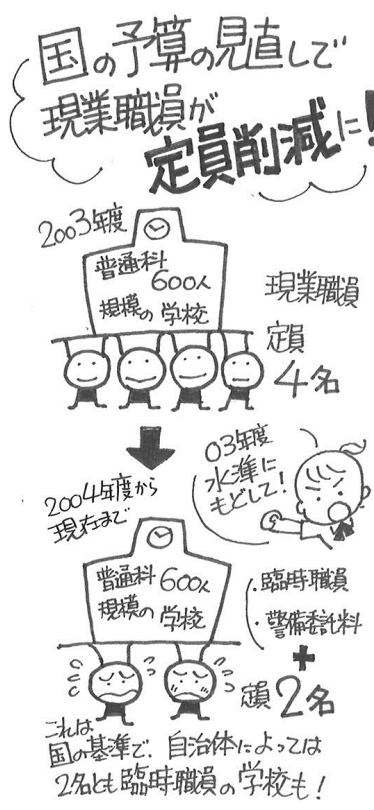 国の予算の見直しで
現業職員が
定員削減に！
2003年度
普通科
600人
規模の学校
現業職員
定員
4名
03年度
水準に
もどして！
2004年度から
現在まで
普通科600人
規模の学校
・臨時職員
・警備委託料
+
定員2名
これは
国の基準で、自治体によっては
2名とも臨時職員の学校も！